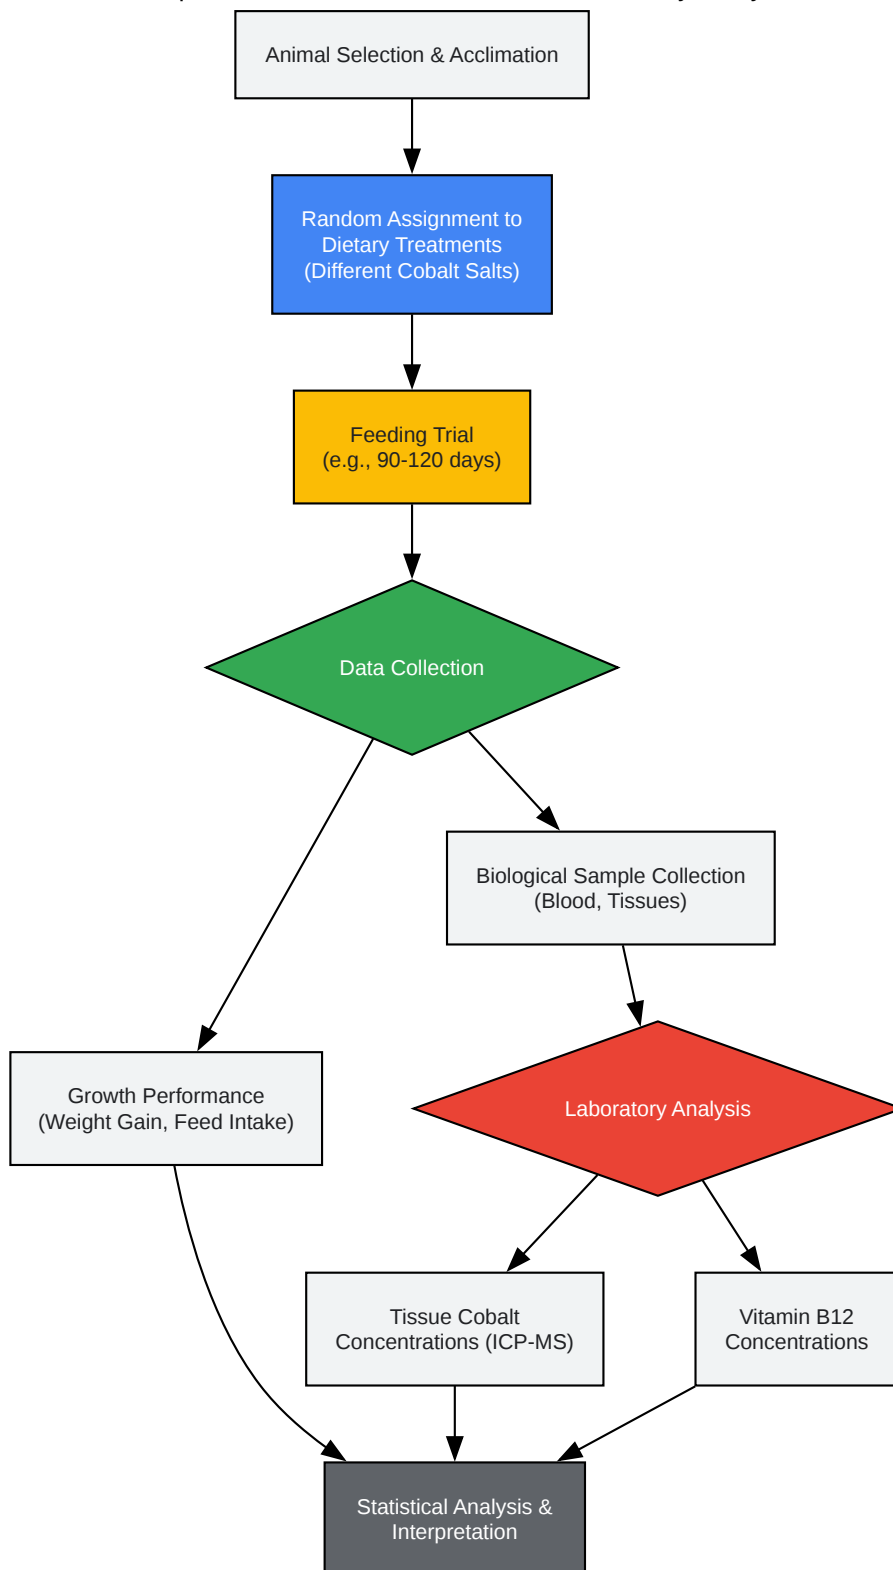 Animal Selection & Acclimation
Random Assignment to
Dietary Treatments
(Different Cobalt Salts)
Feeding Trial
(e.g., 90-120 days)
Data Collection
Biological Sample Collection
(Blood, Tissues)
Growth Performance
(Weight Gain, Feed Intake)
Laboratory Analysis
Tissue Cobalt
Concentrations (ICP-MS)
Vitamin B12
Concentrations
Statistical Analysis &
Interpretation